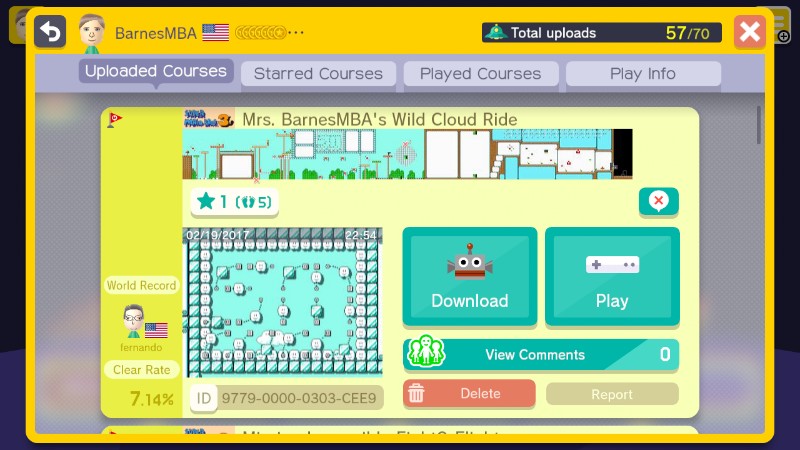 BarnesMBA
Total uploads 57/70
Uploaded Courses
Starred Courses
Played Courses
Play Info
Mrs. BarnesMBA's Wild Cloud Ride
1 (5)
02/19/2017 22:54
World Record
fernando
Clear Rate
7.14%
Download
Play
View Comments 0
ID 9779-0000-0303-CEE9
Delete
Report